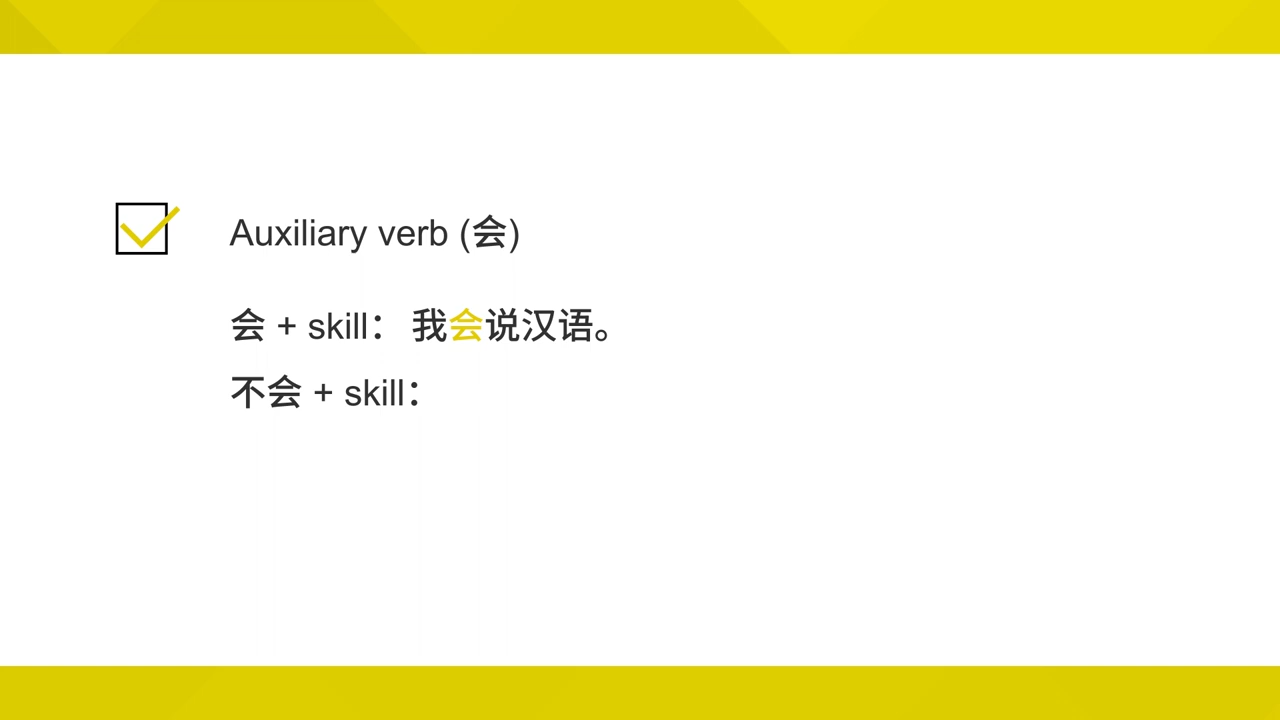 Auxiliary verb (会)
会 + skill： 我会说汉语。
不会 + skill：